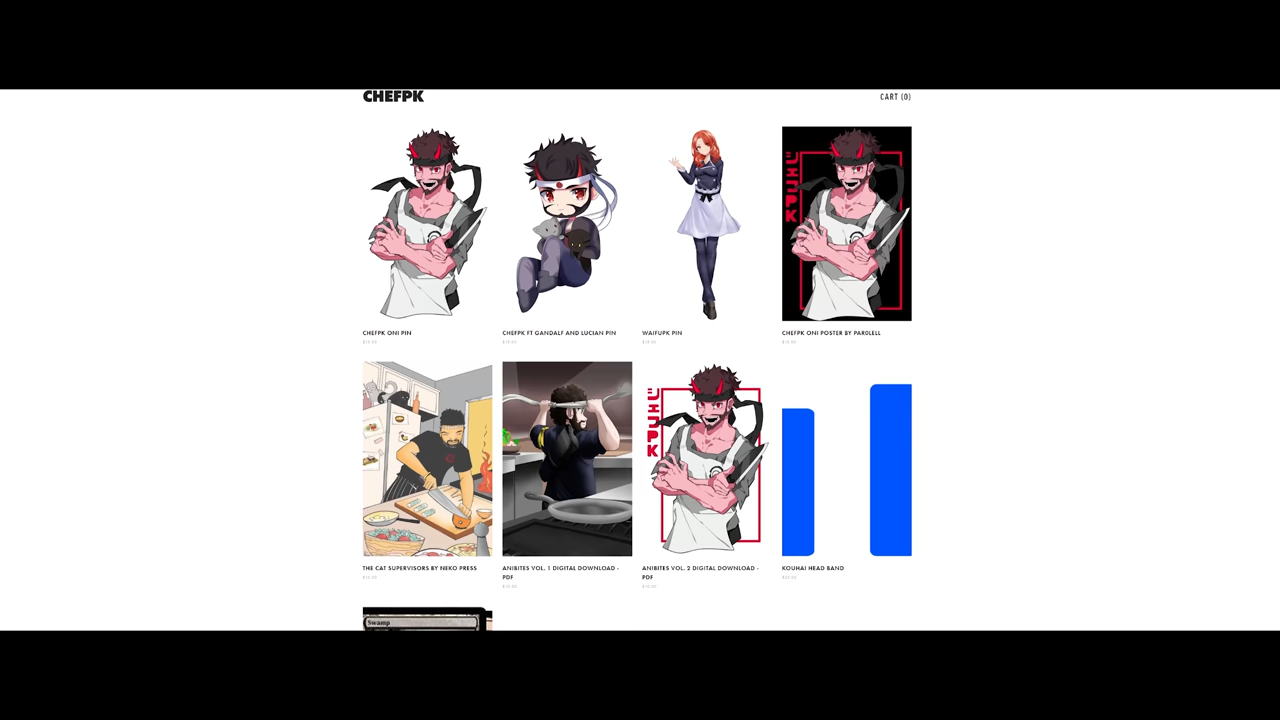 CHEFPK
CART (0)
CHEFPK ONI PIN
CHEFPK FT GANDALF AND LUCIAN PIN
WAIFUPK PIN
CHEFPK ONI POSTER BY PAR0LELL
THE CAT SUPERVISORS BY NEKO PRESS
ANIBITES VOL. 1 DIGITAL DOWNLOAD -
PDF
ANIBITES VOL. 2 DIGITAL DOWNLOAD -
PDF
KOUHAI HEAD BAND
Swamp